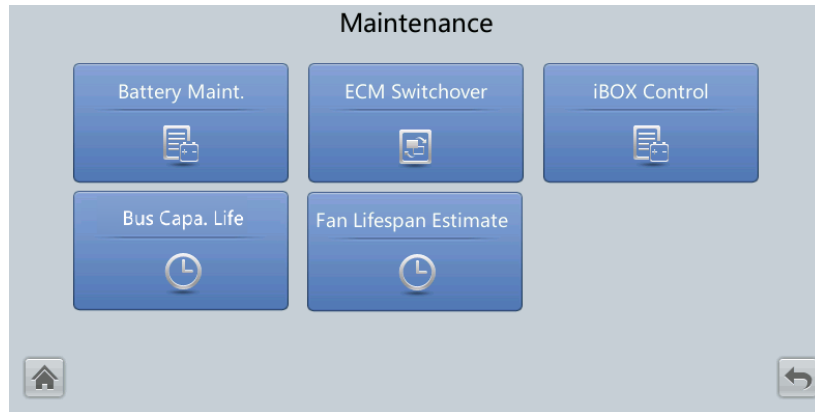 Maintenance
Battery Maint.
ECM Switchover
iBOX Control
Bus Capa. Life
Fan Lifespan Estimate